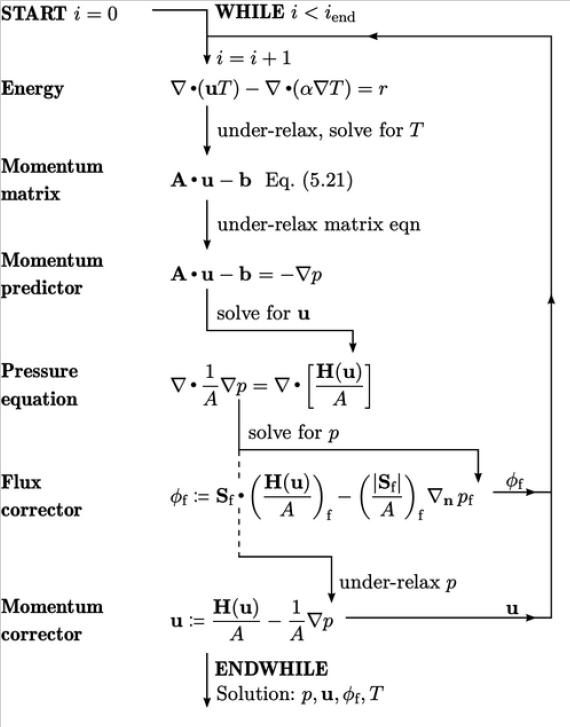 START i = 0
WHILE i < i_end
i = i + 1
Energy
∇•(uT) − ∇•(α∇T) = r
under-relax, solve for T
Momentum
matrix
A•u − b Eq. (5.21)
under-relax matrix eqn
Momentum
predictor
A•u − b = −∇p
solve for u
Pressure
equation
∇• 1/A ∇p = ∇• [H(u)/A]
solve for p
Flux
corrector
ϕ_f := S_f• (H(u)/A)_f − (|S_f|/A)_f ∇_n p_f
ϕ_f
under-relax p
Momentum
corrector
u := H(u)/A − 1/A ∇p
u
ENDWHILE
Solution: p, u, ϕ_f, T